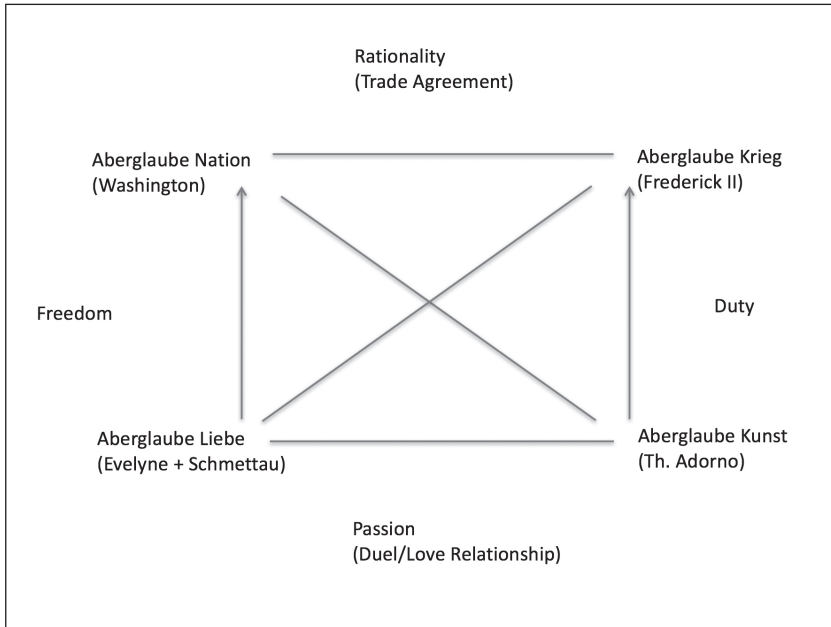 Rationality
(Trade Agreement)
Aberglaube Nation
(Washington)
Aberglaube Krieg
(Frederick II)
Freedom
Duty
Aberglaube Liebe
(Evelyne + Schmettau)
Aberglaube Kunst
(Th. Adorno)
Passion
(Duel/Love Relationship)